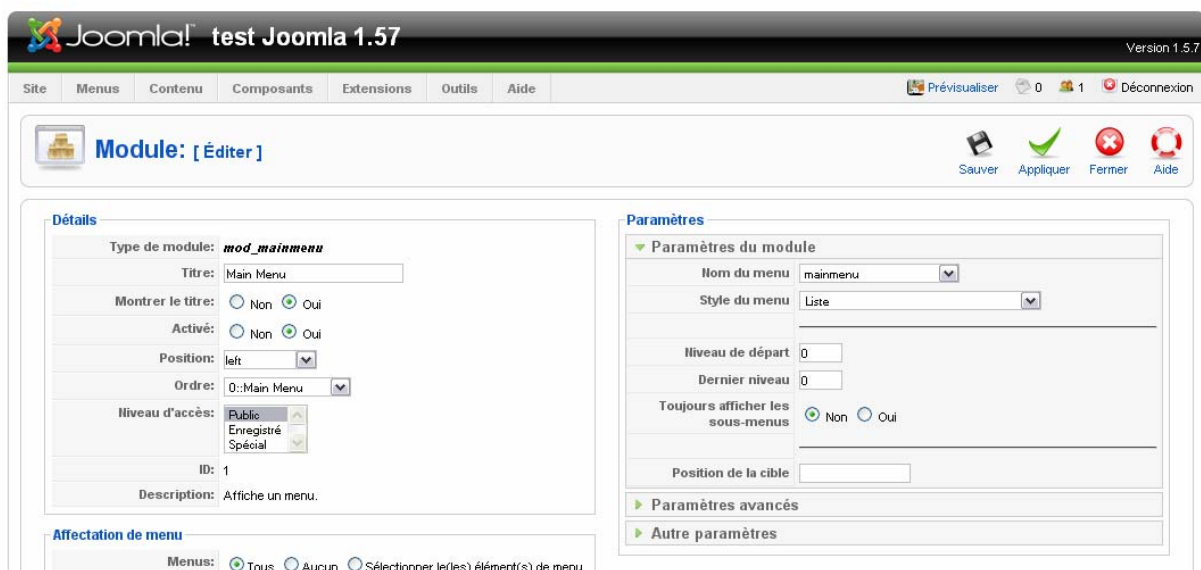 Joomla! test Joomla 1.57
Version 1.5.7
Site Menus Contenu Composants Extensions Outils Aide Prévisualiser 0 1 Déconnexion
Module: [ Éditer ]
Sauver Appliquer Fermer Aide
Détails
Type de module: mod_mainmenu
Titre: Main Menu
Montrer le titre: Non Oui
Activé: Non Oui
Position: left
Ordre: 0::Main Menu
Niveau d'accès: Public
Enregistré
Spécial
ID: 1
Description: Affiche un menu.
Affectation de menu
Menus: Tous Aucun Sélectionner le(les) élément(s) de menu
Paramètres
Paramètres du module
Nom du menu mainmenu
Style du menu Liste
Niveau de départ 0
Dernier niveau 0
Toujours afficher les
sous-menus Non Oui
Position de la cible
Paramètres avancés
Autre paramètres